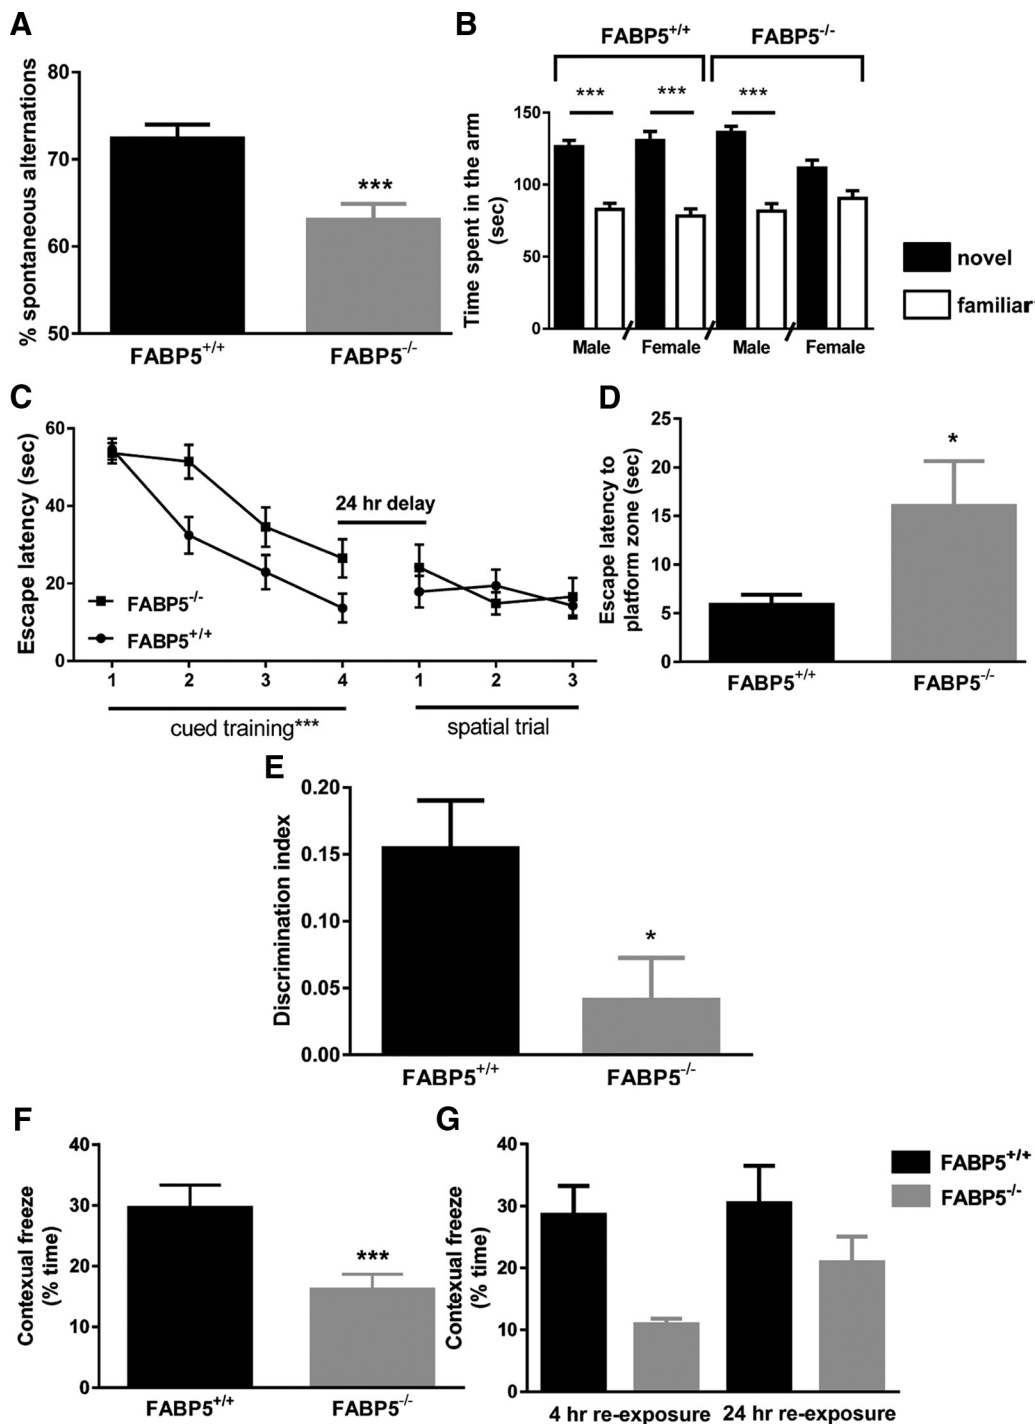 A
% spontaneous alternations
80
70
60
50
***
FABP5+/+
FABP5-/-
B
FABP5+/+
FABP5-/-
***
***
***
Time spent in the arm
(sec)
150
100
50
0
Male / Female / Male / Female
novel
familiar
C
Escape latency (sec)
60
40
20
0
24 hr delay
FABP5-/-
FABP5+/+
1 2 3 4 1 2 3
cued training***
spatial trial
D
Escape latency to
platform zone (sec)
25
20
15
10
5
0
*
FABP5+/+
FABP5-/-
E
Discrimination index
0.20
0.15
0.10
0.05
0.00
*
FABP5+/+
FABP5-/-
F
Contexual freeze
(% time)
40
30
20
10
0
***
FABP5+/+
FABP5-/-
G
Contexual freeze
(% time)
40
30
20
10
0
4 hr re-exposure 24 hr re-exposure
FABP5+/+
FABP5-/-